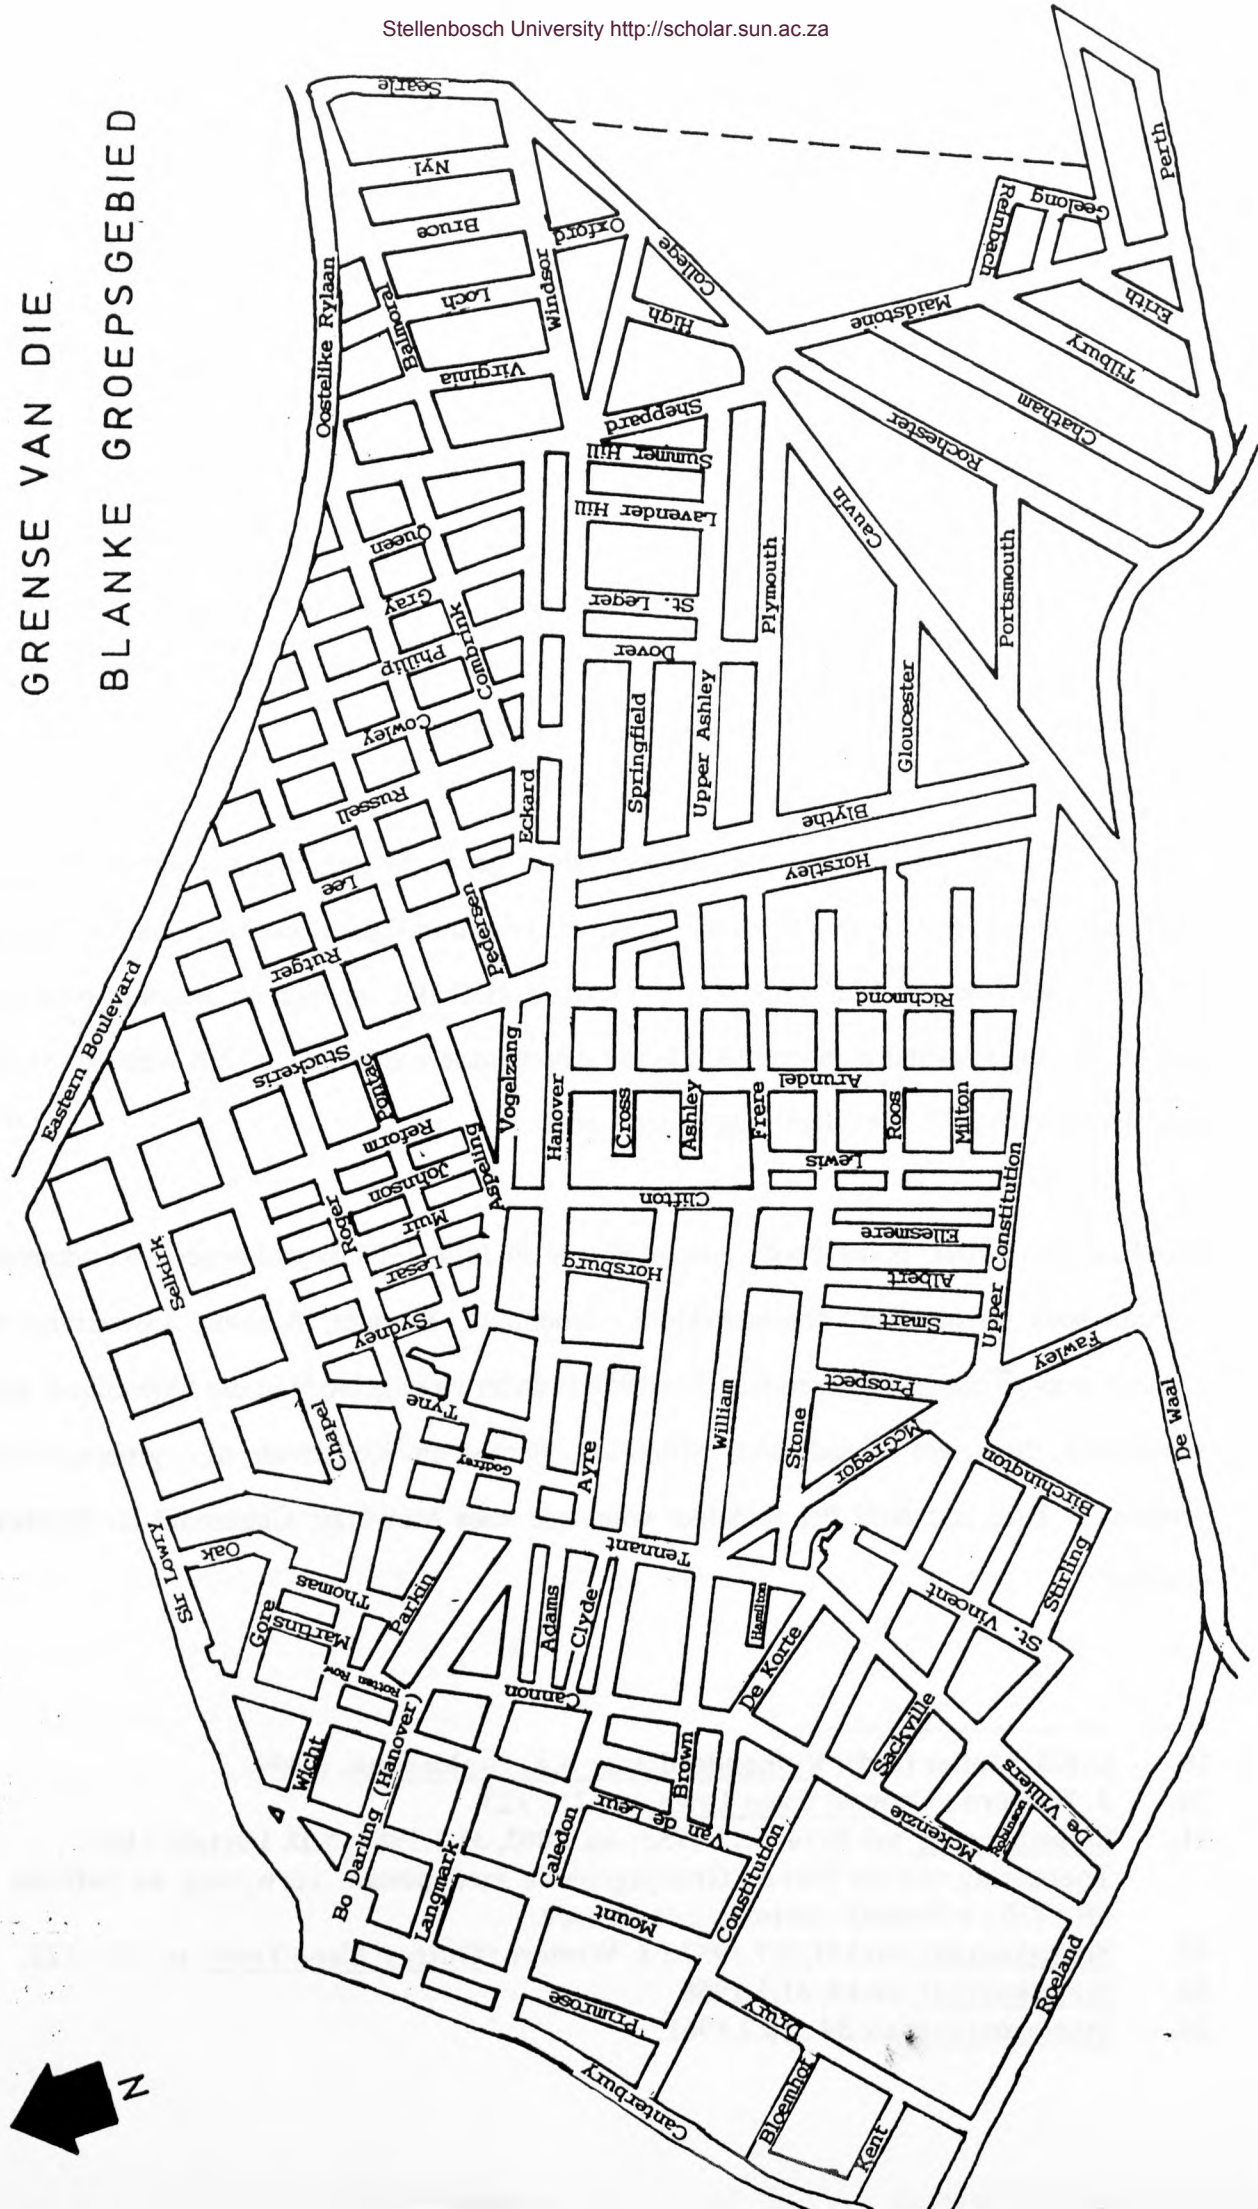 Stellenbosch University http://scholar.sun.ac.za
GRENSE VAN DIE
BLANKE GROEPSGEBIED
Searle
Nyl
Bruce
Loch
Virginia
Balmoral
Oostelike Rylaan
Windsor
Oxford
College
High
Sheppard
Summer Hill
Lavender Hill
St. Leger
Dover
Reinbach
Geelong
Perth
Maidstone
Erith
Tilbury
Chatham
Rochester
Cauvin
Portsmouth
Plymouth
Gloucester
Queen
Gray
Phillip
Combrink
Cowley
Russell
Eckard
Springfield
Upper Ashley
Blythe
Horstley
Lee
Rutger
Pedersen
Eastern Boulevard
Stuckeris
Pontac
Vogelzang
Hanover
Richmond
Arundel
Cross
Ashley
Frere
Roos
Milton
Lewis
Clifton
Reform
Johnson
Aspeling
Roger
Muir
Lesar
Sydney
Selkirk
Horsburg
Ellesmere
Albert
Smart
Upper Constitution
Fawley
De Waal
Prospect
McGregor
Birchington
Stirling
St. Vincent
Chapel
Tyne
Godfrey
Ayre
William
Stone
Tennant
Sir Lowry
Oak
Thomas
Gore
Martins
Parkin
Rotten Row
Adams
Clyde
Cannon
Hamilton
De Korte
Wicht
Bo Darling (Hanover)
Langmark
Caledon
Van de Leur
Brown
Sackville
De Villiers
Robinson
Mckenzie
Constitution
Mount
Primrose
Drury
Roeland
Canterbury
Bloemhof
Kent
N